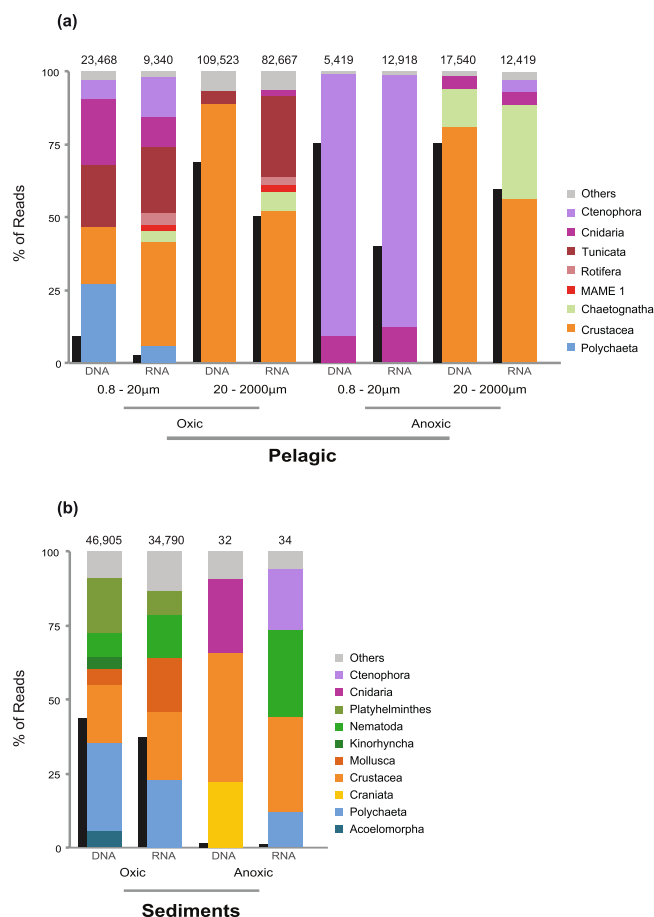 (a)
23,468 9,340 109,523 82,667 5,419 12,918 17,540 12,419
100
75
50
25
0
% of Reads
Others
Ctenophora
Cnidaria
Tunicata
Rotifera
MAME 1
Chaetognatha
Crustacea
Polychaeta
DNA RNA DNA RNA DNA RNA DNA RNA
0.8 - 20µm 20 - 2000µm 0.8 - 20µm 20 - 2000µm
Oxic Anoxic
Pelagic
(b)
46,905 34,790 32 34
100
75
50
25
0
% of Reads
Others
Ctenophora
Cnidaria
Platyhelminthes
Nematoda
Kinorhyncha
Mollusca
Crustacea
Craniata
Polychaeta
Acoelomorpha
DNA RNA DNA RNA
Oxic Anoxic
Sediments